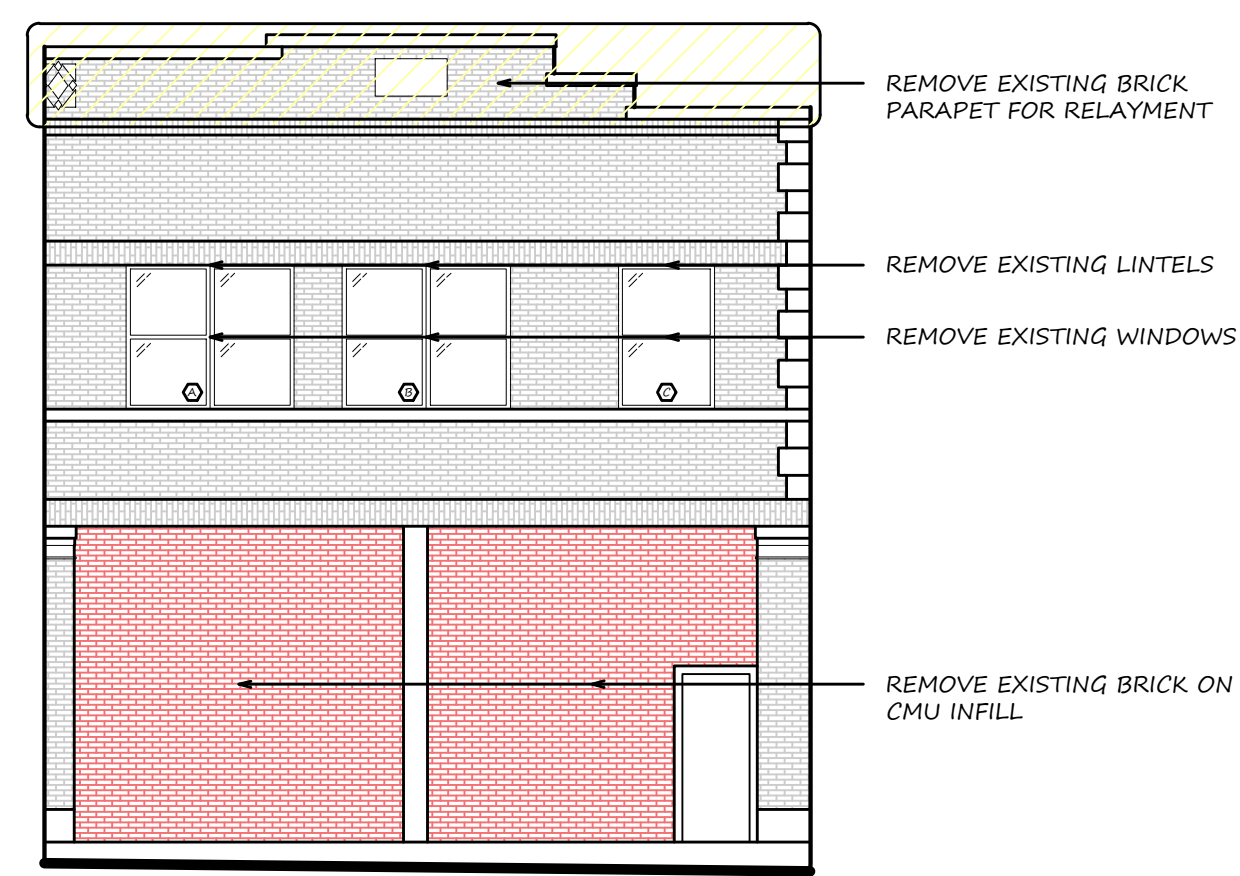 REMOVE EXISTING BRICK
PARAPET FOR RELAYMENT
REMOVE EXISTING LINTELS
REMOVE EXISTING WINDOWS
A
B
C
REMOVE EXISTING BRICK ON
CMU INFILL